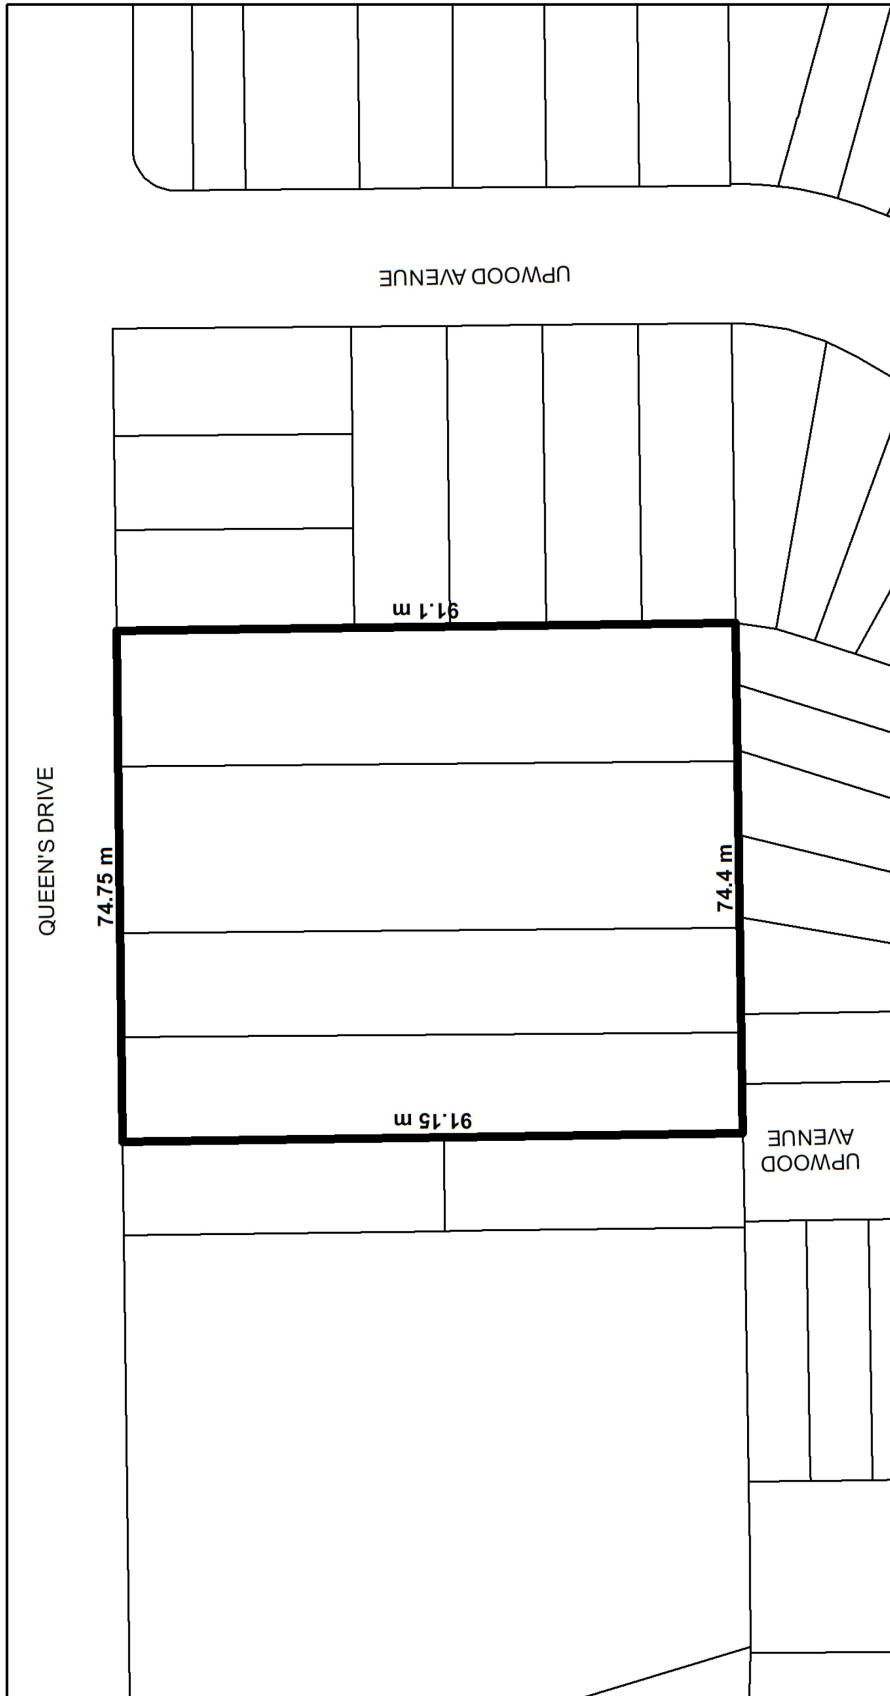 UPWOOD AVENUE
91.1 m
QUEEN'S DRIVE
74.75 m
74.4 m
91.15 m
UPWOOD
AVENUE